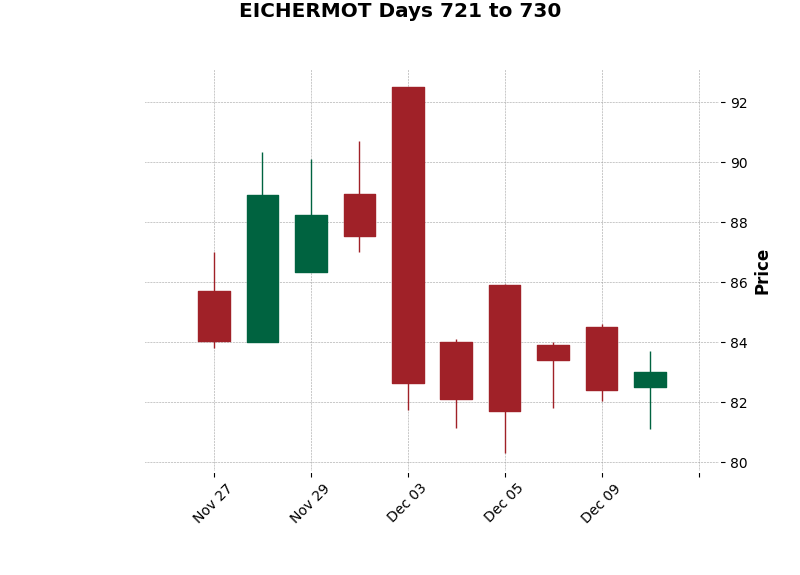 EICHERMOT Days 721 to 730
92
90
88
86
84
82
80
Price
Nov 27
Nov 29
Dec 03
Dec 05
Dec 09